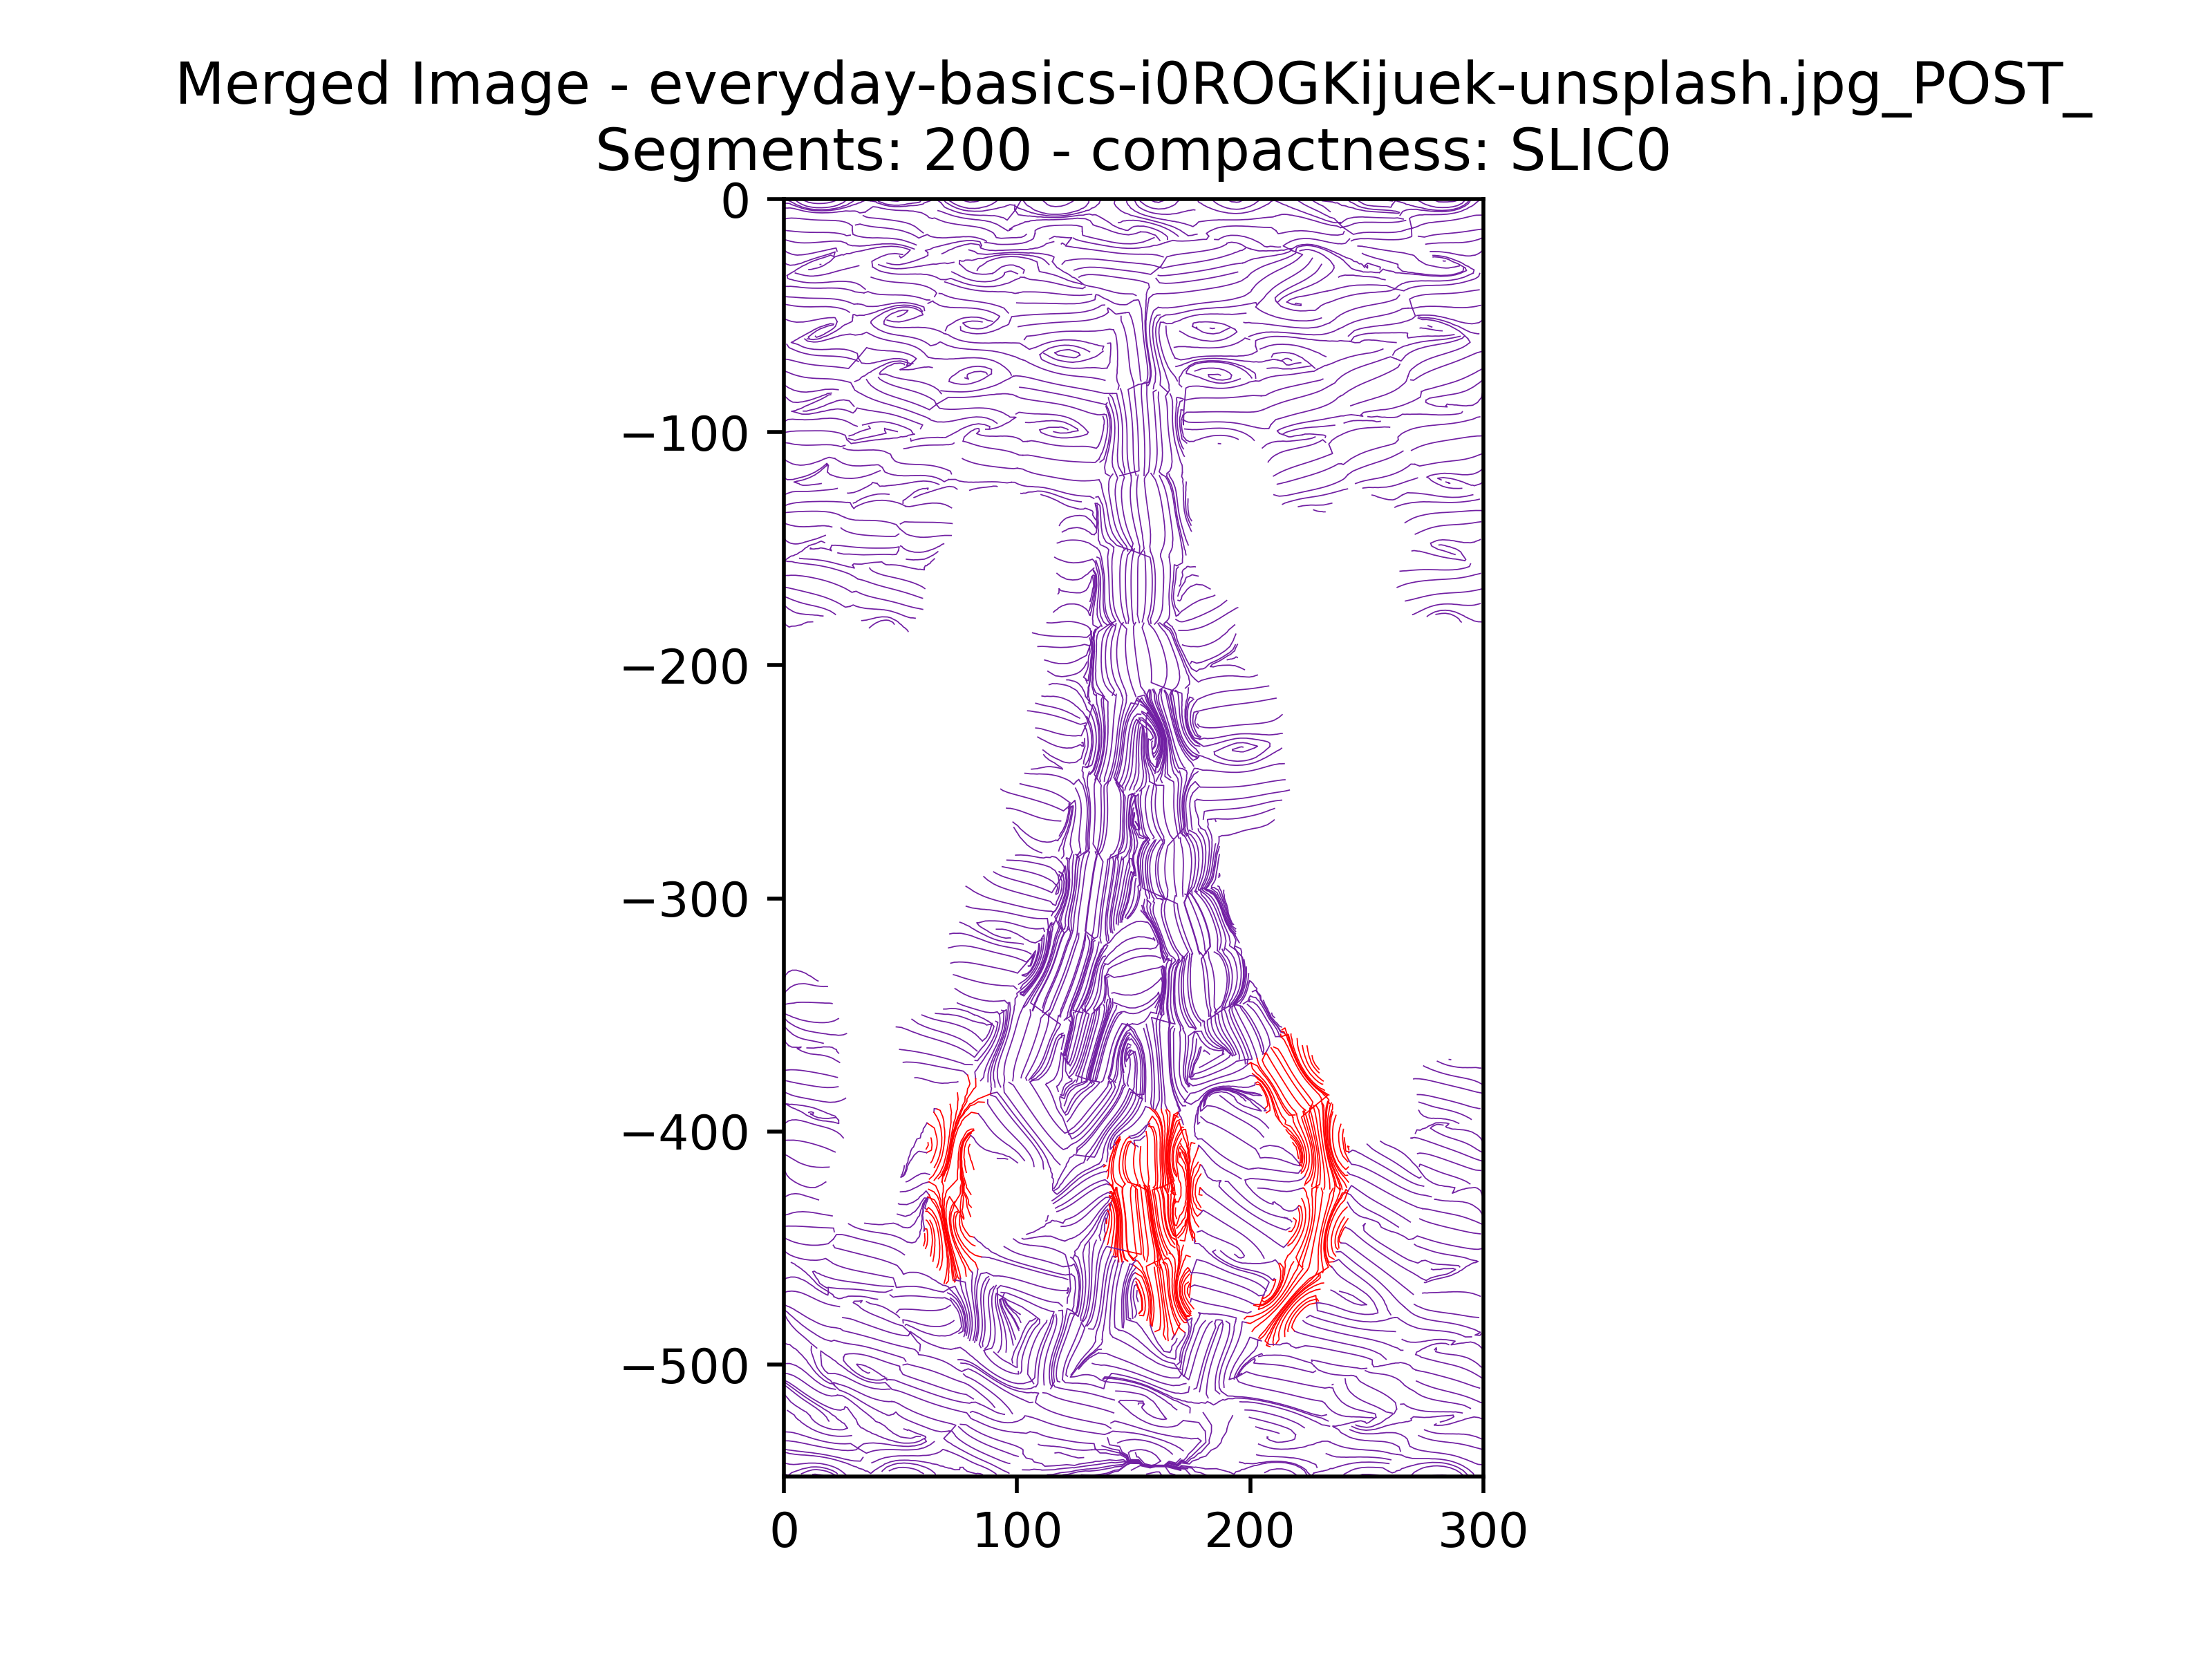 Merged Image - everyday-basics-i0ROGKijuek-unsplash.jpg_POST_
Segments: 200 - compactness: SLIC0
0
−100
−200
−300
−400
−500
0 100 200 300